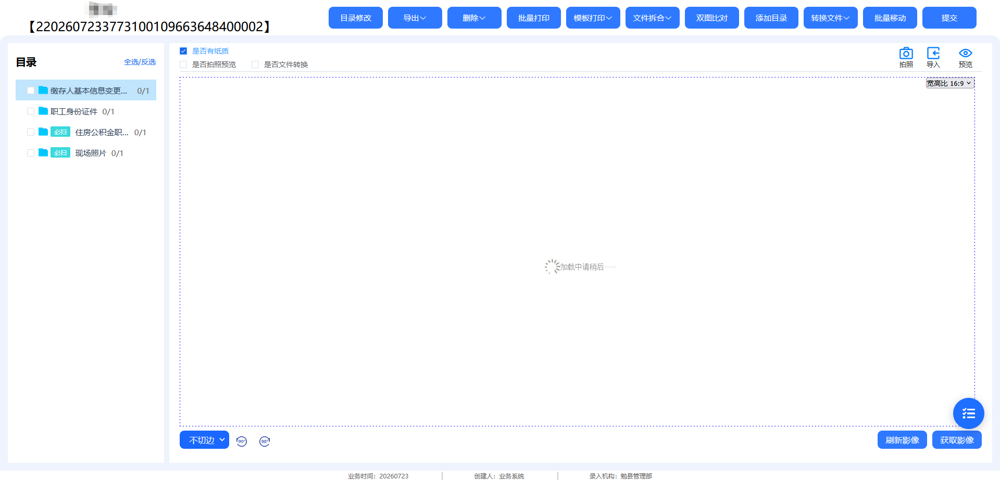 【22026072337731001096636484​00002】
目录修改
导出
删除
批量打印
模板打印
文件拆合
双图比对
添加目录
转换文件
批量移动
提交
目录
全选/反选
缴存人基本信息变更... 0/1
职工身份证件 0/1
必扫 住房公积金职... 0/1
必扫 现场照片 0/1
是否有纸质
是否拍照预览 是否文件转换
拍照
导入
预览
宽高比 16:9
加载中请稍后·····
不切边
90°
90°
刷新影像
获取影像
业务时间：20260723
创建人：业务系统
录入机构：勉县管理部